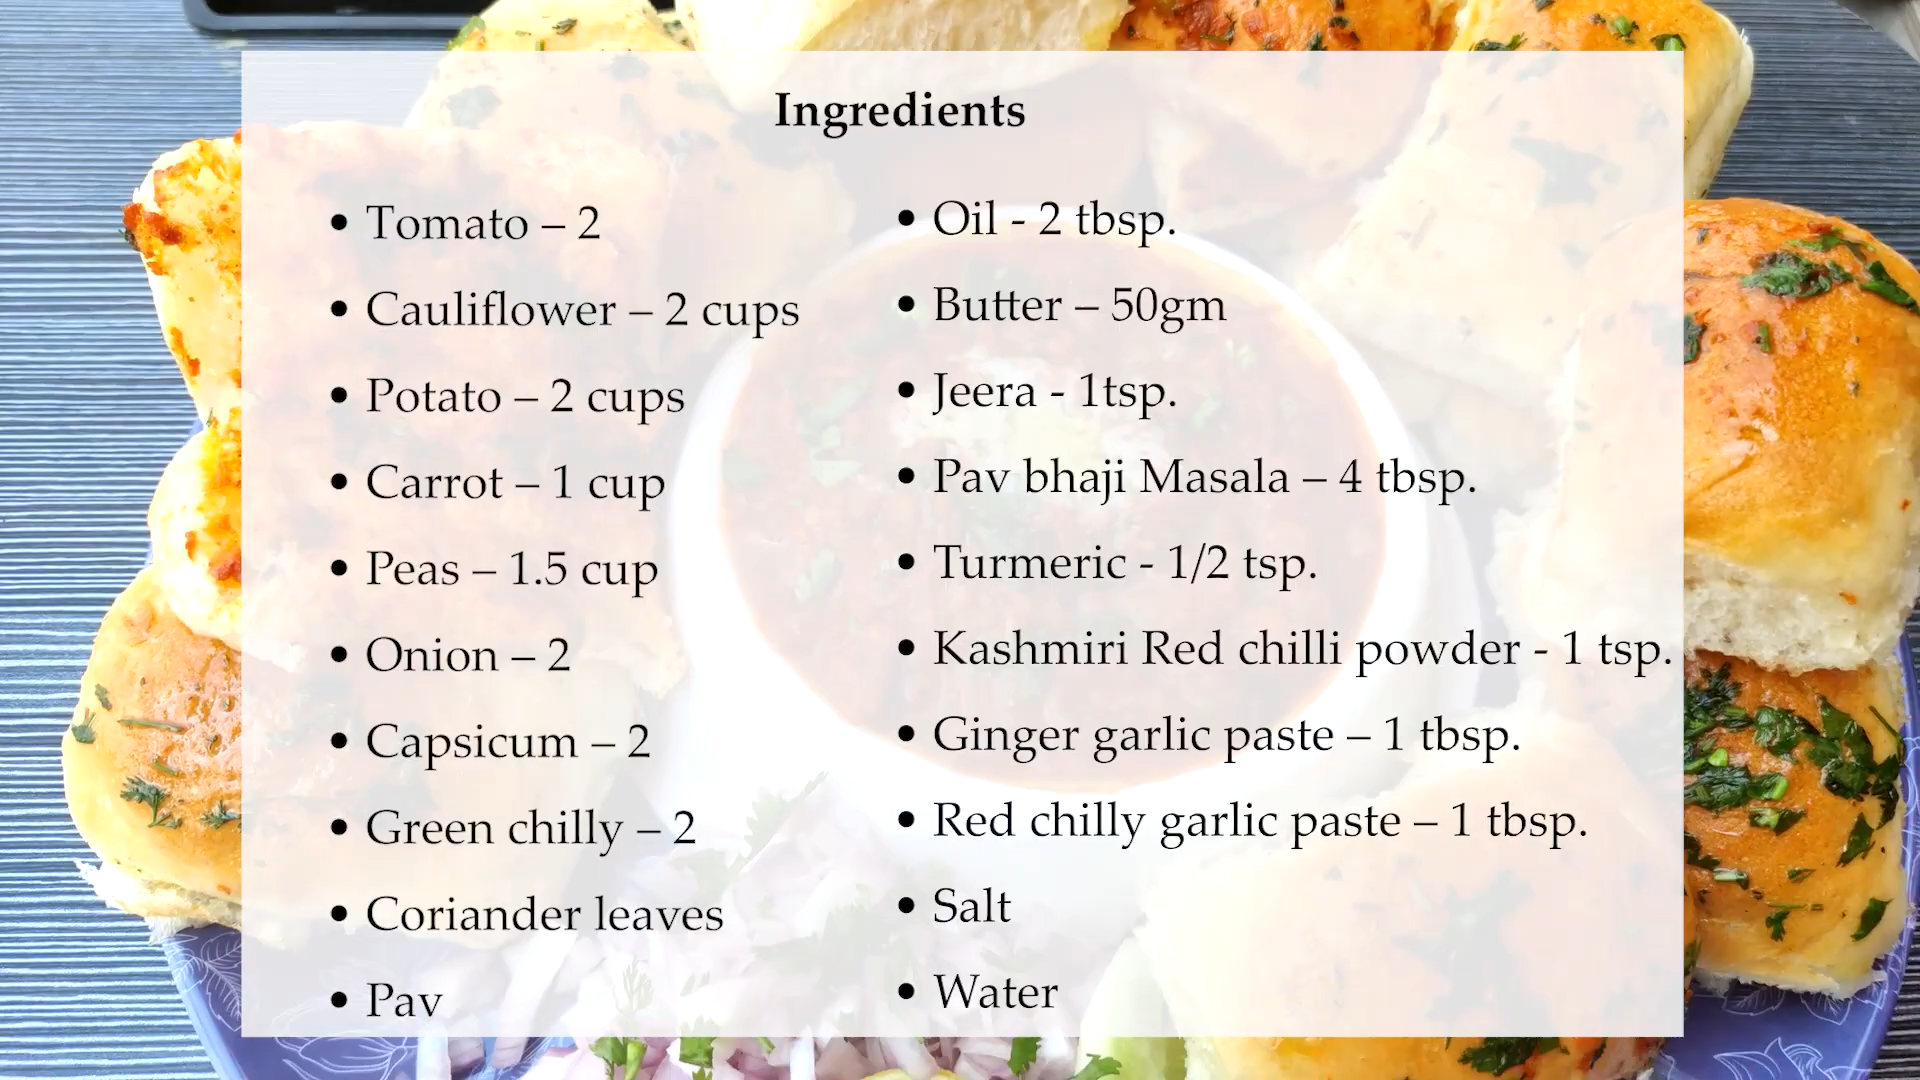 Ingredients
• Tomato – 2
• Cauliflower – 2 cups
• Potato – 2 cups
• Carrot – 1 cup
• Peas – 1.5 cup
• Onion – 2
• Capsicum – 2
• Green chilly – 2
• Coriander leaves
• Pav
• Oil - 2 tbsp.
• Butter – 50gm
• Jeera - 1tsp.
• Pav bhaji Masala – 4 tbsp.
• Turmeric - 1/2 tsp.
• Kashmiri Red chilli powder - 1 tsp.
• Ginger garlic paste – 1 tbsp.
• Red chilly garlic paste – 1 tbsp.
• Salt
• Water